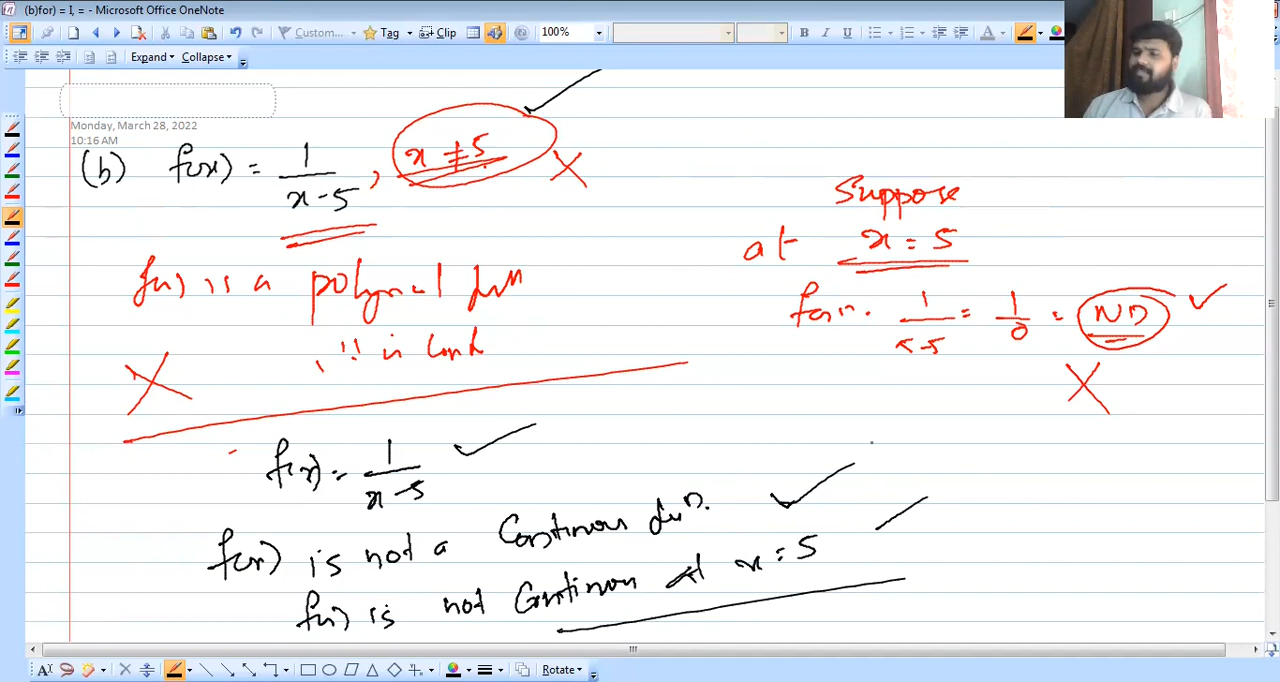 (b)for) = I, = - Microsoft Office OneNote
Custom... Tag Clip 100% B I U A
Expand Collapse
Monday, March 28, 2022
10:16 AM
(b) f(x) = 1/(x-5), x ≠ 5
Suppose
at x = 5
f(x) is a polynomial
1/(5-5) = 1/0 = ND
is
f(x) = 1/(x-5)
f(x) is not a Continuous fun.
f(x) is not Continuous at x = 5
A Rotate